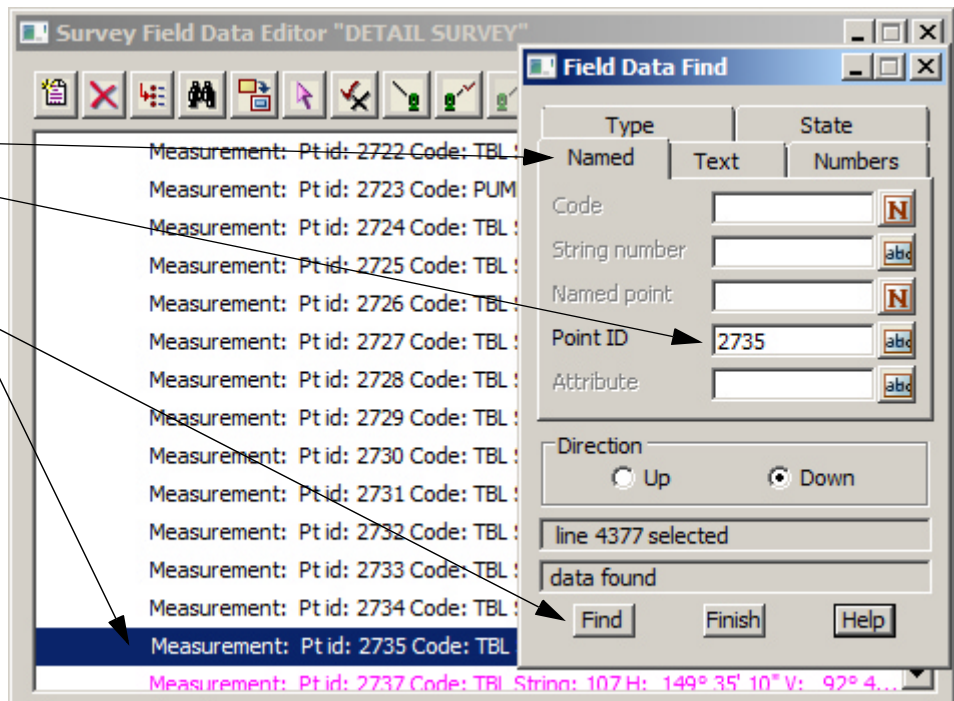 Survey Field Data Editor "DETAIL SURVEY"
Field Data Find
Type State
Named Text Numbers
Code N
String number abc
Named point N
Point ID 2735 abc
Attribute abc
Direction
Up Down
line 4377 selected
data found
Find Finish Help
Measurement: Pt id: 2722 Code: TBL S
Measurement: Pt id: 2723 Code: PUM
Measurement: Pt id: 2724 Code: TBL S
Measurement: Pt id: 2725 Code: TBL S
Measurement: Pt id: 2726 Code: TBL S
Measurement: Pt id: 2727 Code: TBL S
Measurement: Pt id: 2728 Code: TBL S
Measurement: Pt id: 2729 Code: TBL S
Measurement: Pt id: 2730 Code: TBL S
Measurement: Pt id: 2731 Code: TBL S
Measurement: Pt id: 2732 Code: TBL S
Measurement: Pt id: 2733 Code: TBL S
Measurement: Pt id: 2734 Code: TBL S
Measurement: Pt id: 2735 Code: TBL
Measurement: Pt id: 2737 Code: TBL String: 107 H: 149° 35' 10" V: 92° 4...